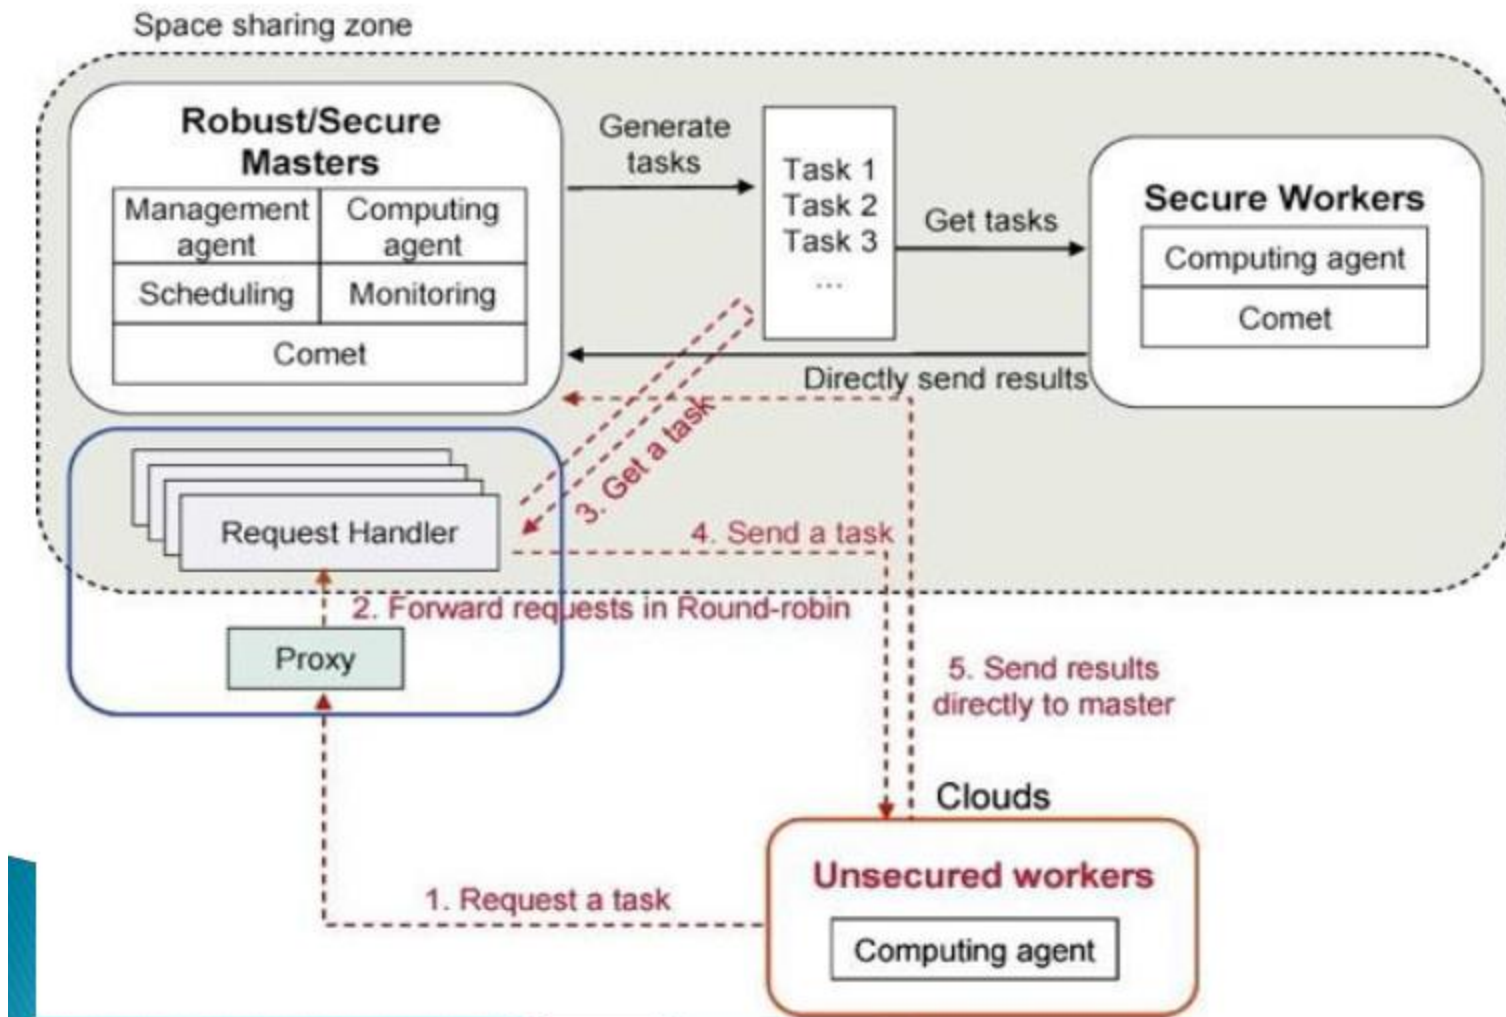 Space sharing zone
Robust/Secure
Masters
Management
agent
Computing
agent
Scheduling
Monitoring
Comet
Generate
tasks
Task 1
Task 2
Task 3
...
Get tasks
Secure Workers
Computing agent
Comet
Directly send results
3. Get a task
Request Handler
4. Send a task
2. Forward requests in Round-robin
Proxy
5. Send results
directly to master
Clouds
Unsecured workers
1. Request a task
Computing agent